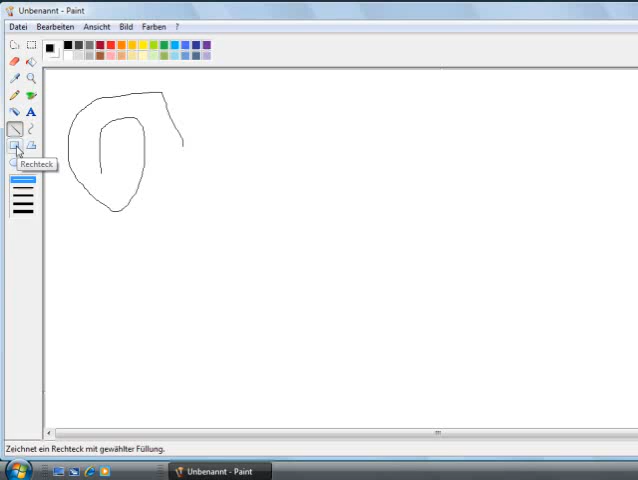 Unbenannt - Paint
Datei Bearbeiten Ansicht Bild Farben ?
A
Rechteck
Zeichnet ein Rechteck mit gewählter Füllung.
Unbenannt - Paint